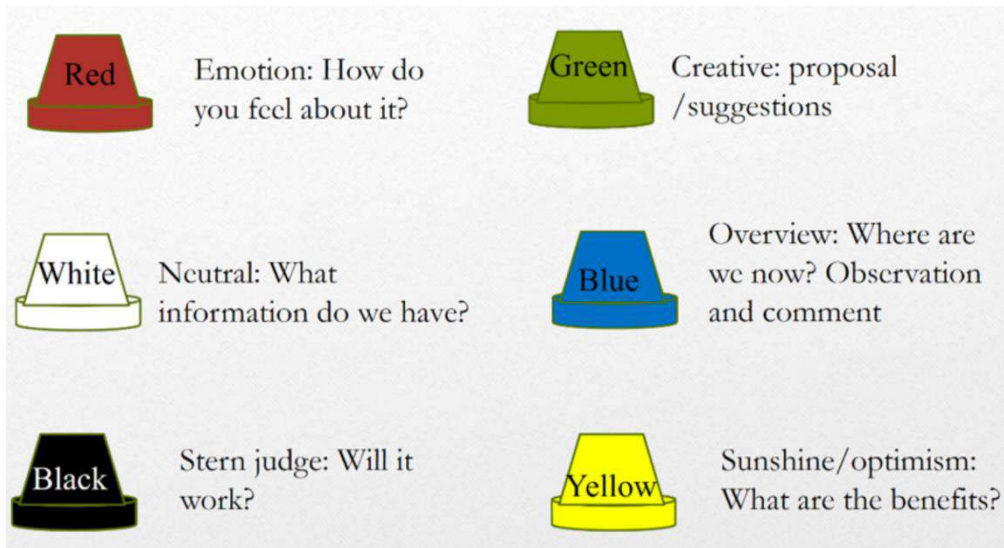 Red
Emotion: How do
you feel about it?
Green
Creative: proposal
/suggestions
White
Neutral: What
information do we have?
Blue
Overview: Where are
we now? Observation
and comment
Black
Stern judge: Will it
work?
Yellow
Sunshine/optimism:
What are the benefits?